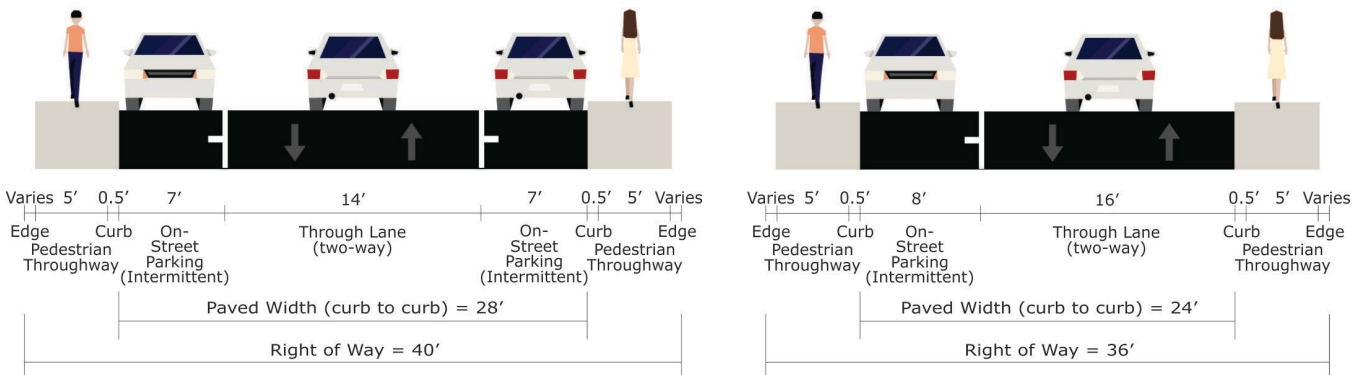 Varies 5′ 0.5′ 7′ 14′ 7′ 0.5′ 5′ Varies
Edge Pedestrian Throughway Curb On-Street Parking (Intermittent) Through Lane (two-way) On-Street Parking (Intermittent) Curb Pedestrian Throughway Edge
Paved Width (curb to curb) = 28′
Right of Way = 40′
Varies 5′ 0.5′ 8′ 16′ 0.5′ 5′ Varies
Edge Pedestrian Throughway Curb On-Street Parking (Intermittent) Through Lane (two-way) Curb Pedestrian Throughway Edge
Paved Width (curb to curb) = 24′
Right of Way = 36′